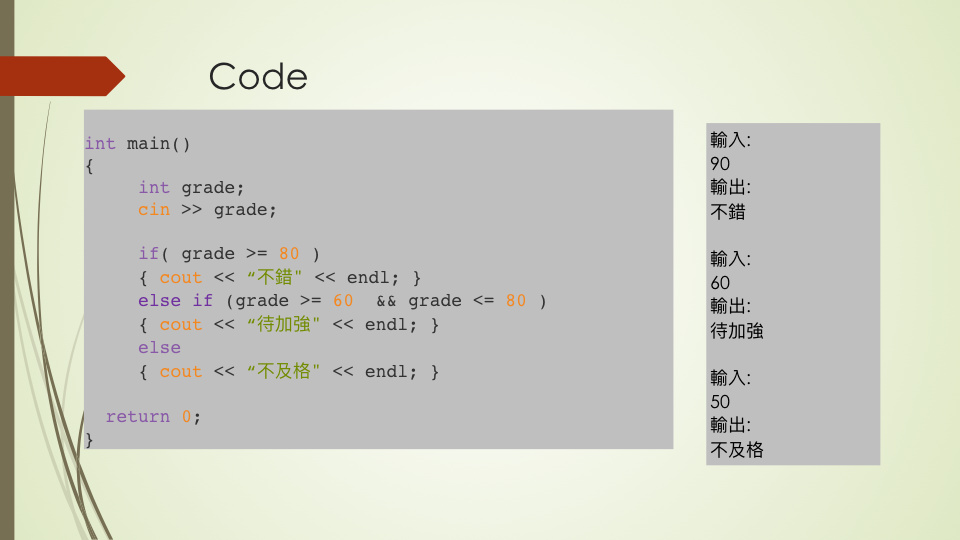 Code
int main()
{
int grade;
cin >> grade;
if( grade >= 80 )
{ cout << “不錯" << endl; }
else if (grade >= 60  && grade <= 80 )
{ cout << “待加強" << endl; }
else
{ cout << “不及格" << endl; }
return 0;
}
輸入:
90
輸出:
不錯
輸入:
60
輸出:
待加強
輸入:
50
輸出:
不及格